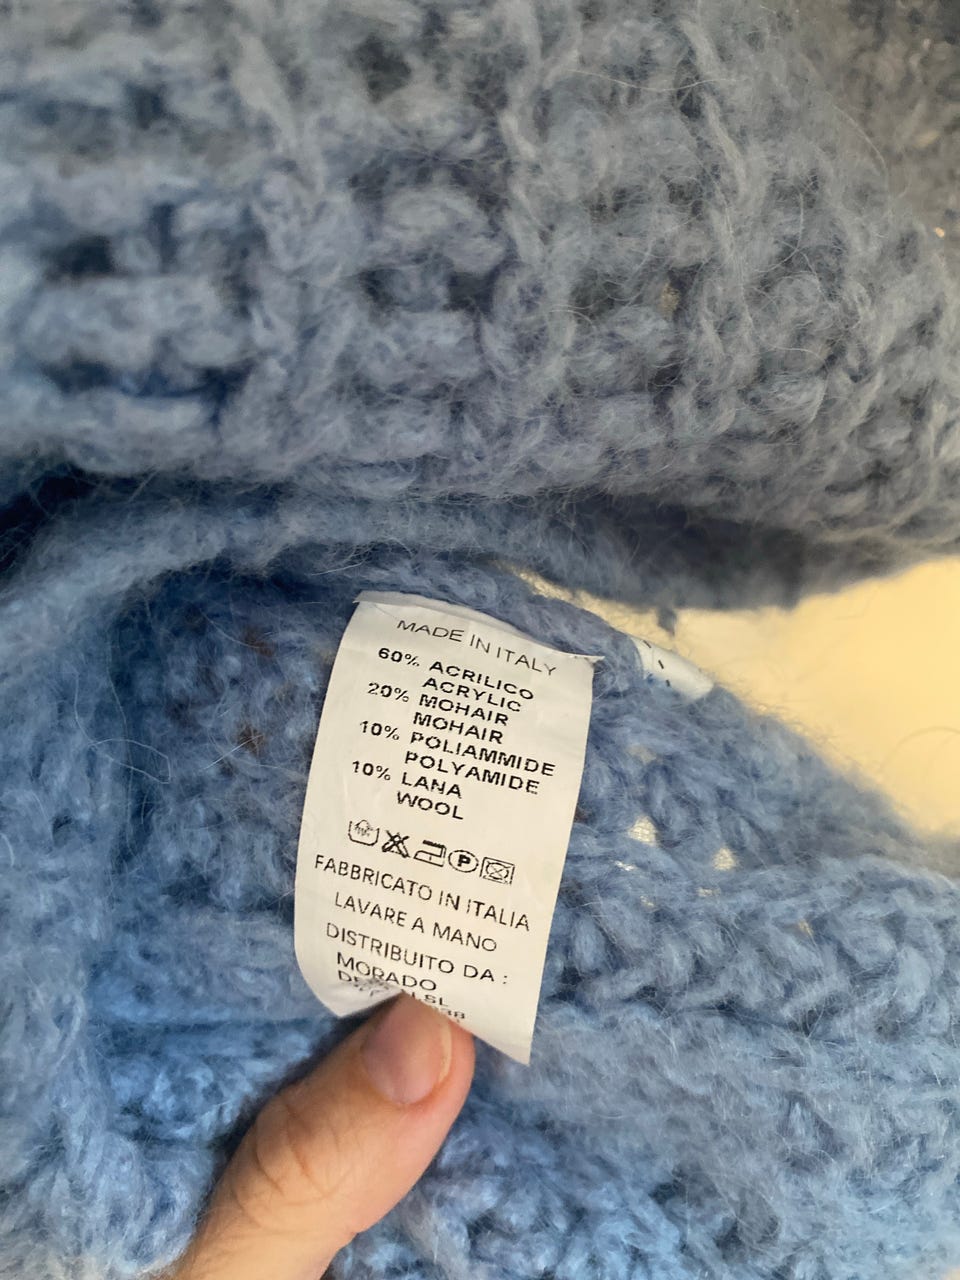 MADE IN ITALY
60% ACRILICO
ACRYLIC
20% MOHAIR
MOHAIR
10% POLIAMMIDE
POLYAMIDE
10% LANA
WOOL
P
FABBRICATO IN ITALIA
LAVARE A MANO
DISTRIBUITO DA :
MORADO